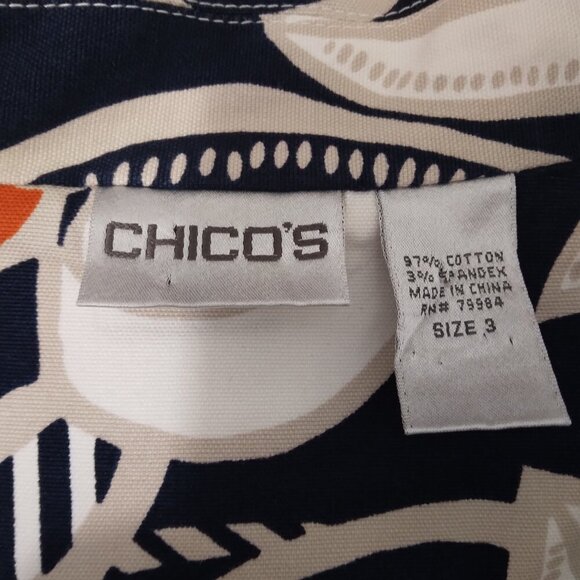 CHICO'S
97% COTTON
3% SPANDEX
MADE IN CHINA
RN# 79984
SIZE 3